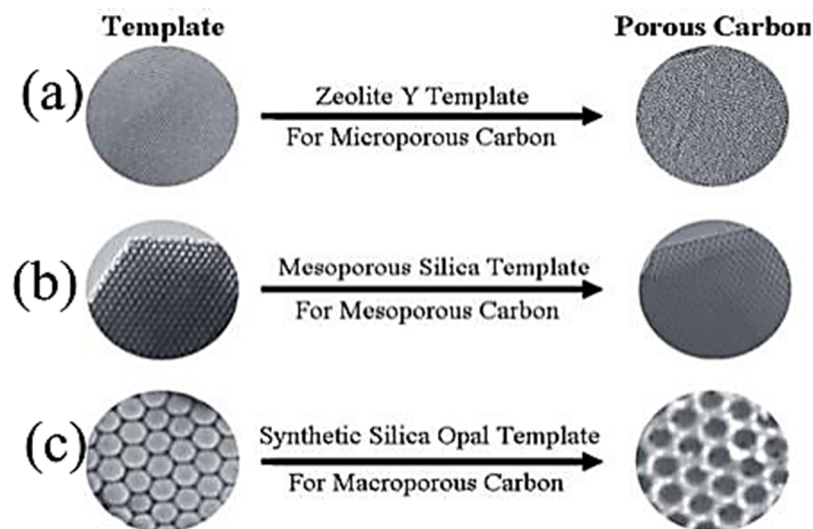 Template
Porous Carbon
(a)
Zeolite Y Template
For Microporous Carbon
(b)
Mesoporous Silica Template
For Mesoporous Carbon
(c)
Synthetic Silica Opal Template
For Macroporous Carbon